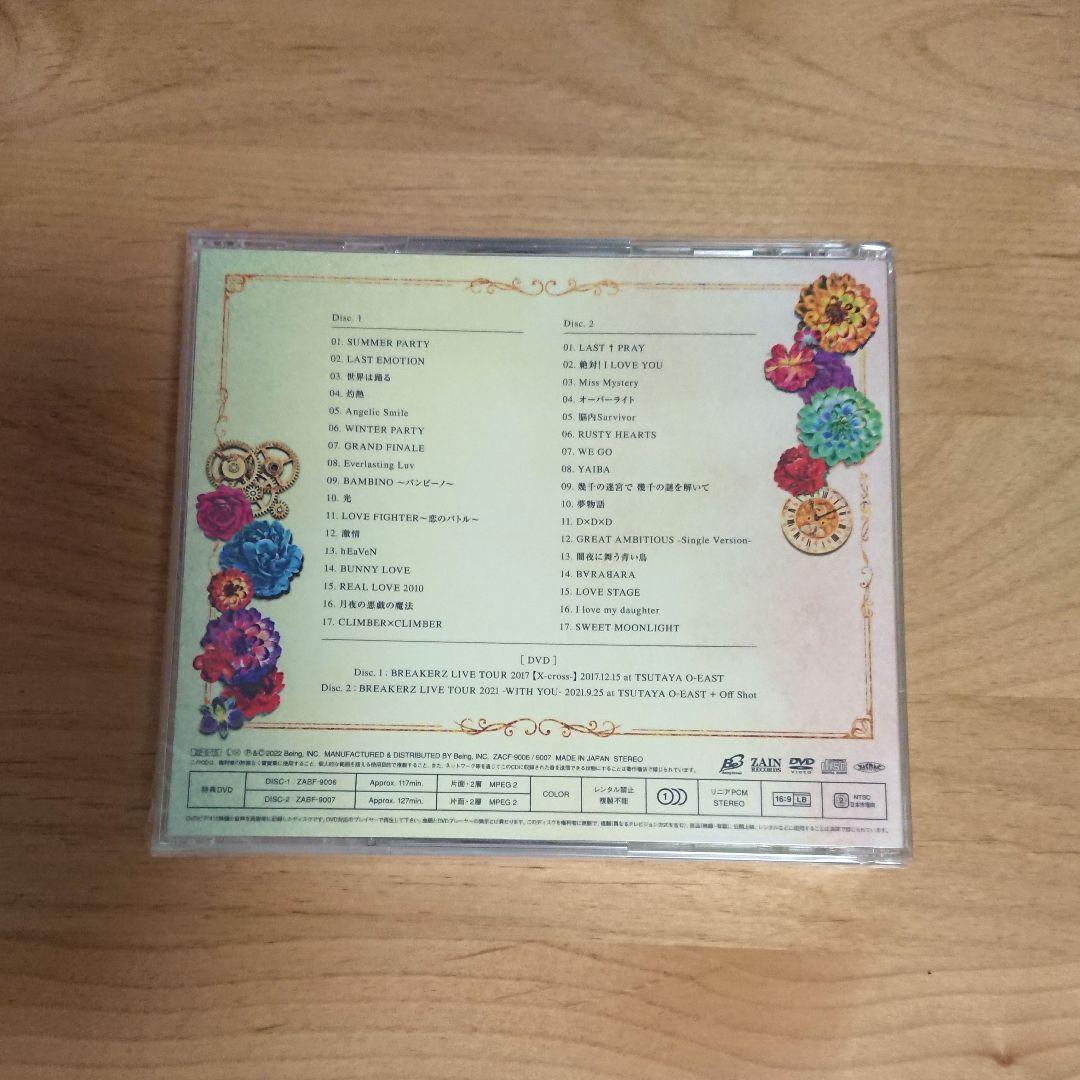 Disc. 1
01. SUMMER PARTY
02. LAST EMOTION
03. 世界は踊る
04. 灼熱
05. Angelic Smile
06. WINTER PARTY
07. GRAND FINALE
08. Everlasting Luv
09. BAMBINO 〜バンビーノ〜
10. 光
11. LOVE FIGHTER〜恋のバトル〜
12. 激情
13. hEaVeN
14. BUNNY LOVE
15. REAL LOVE 2010
16. 月夜の悪戯の魔法
17. CLIMBER×CLIMBER
Disc. 2
01. LAST † PRAY
02. 絶対! I LOVE YOU
03. Miss Mystery
04. オーバーライト
05. 脳内Survivor
06. RUSTY HEARTS
07. WE GO
08. YAIBA
09. 幾千の迷宮で 幾千の謎を解いて
10. 夢物語
11. D×D×D
12. GREAT AMBITIOUS -Single Version-
13. 闇夜に舞う青い鳥
14. B∀RAᗺARA
15. LOVE STAGE
16. I love my daughter
17. SWEET MOONLIGHT
[ DVD ]
Disc. 1 : BREAKERZ LIVE TOUR 2017【X-cross-】2017.12.15 at TSUTAYA O-EAST
Disc. 2 : BREAKERZ LIVE TOUR 2021 -WITH YOU- 2021.9.25 at TSUTAYA O-EAST + Off Shot
℗&©2022 Being, INC. MANUFACTURED & DISTRIBUTED BY Being, INC. ZACF-9006 / 9007 MADE IN JAPAN STEREO
ZAIN RECORDS
DVD VIDEO
特典DVD
DISC-1 ZABF-9006 Approx. 117min. 片面・2層 MPEG 2
DISC-2 ZABF-9007 Approx. 127min. 片面・2層 MPEG 2
COLOR
レンタル禁止
複製不能
1
リニアPCM
STEREO
16:9 LB
2
NTSC
日本市場向